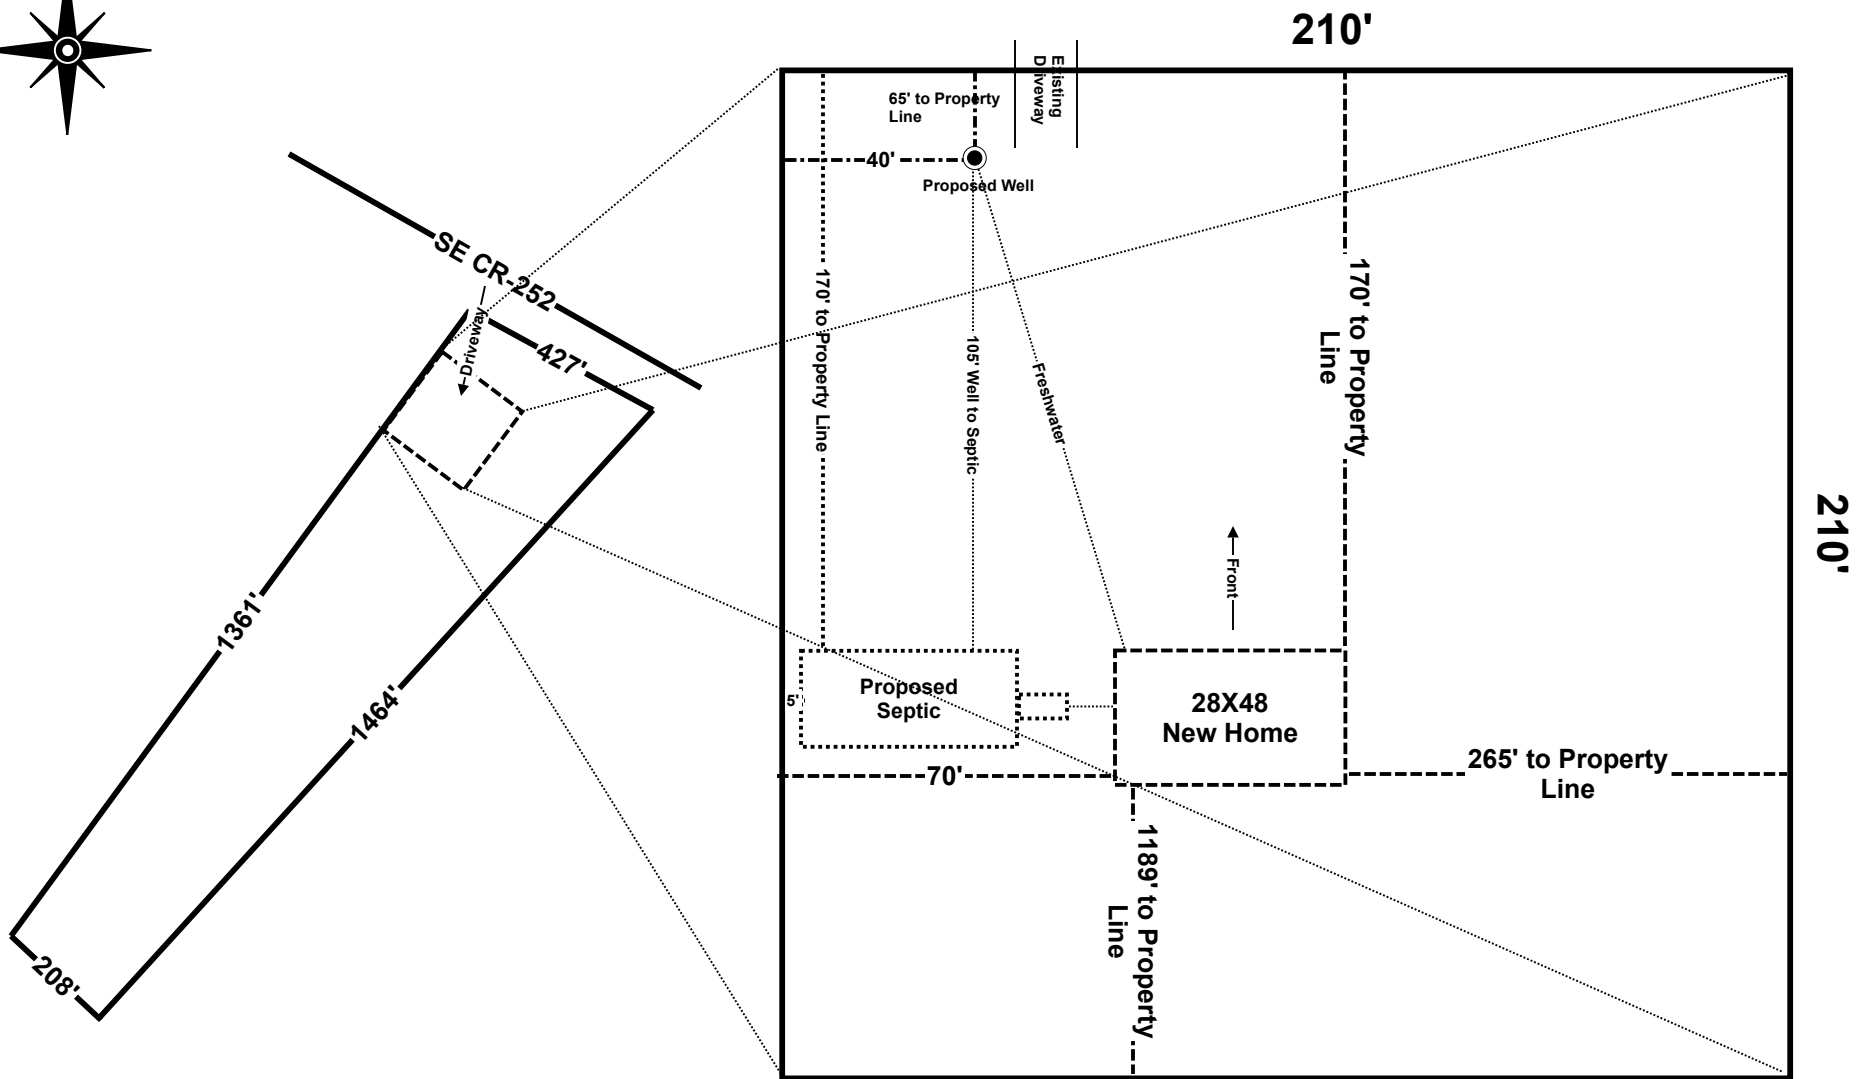 210'
Existing
Driveway
65' to Property
Line
40'
Proposed Well
SE CR-252
Driveway
427'
170' to Property Line
105' Well to Septic
Freshwater
170' to Property
Line
210'
Front
1361'
1464'
208'
5'
Proposed
Septic
28X48
New Home
70'
265' to Property
Line
1189' to Property
Line